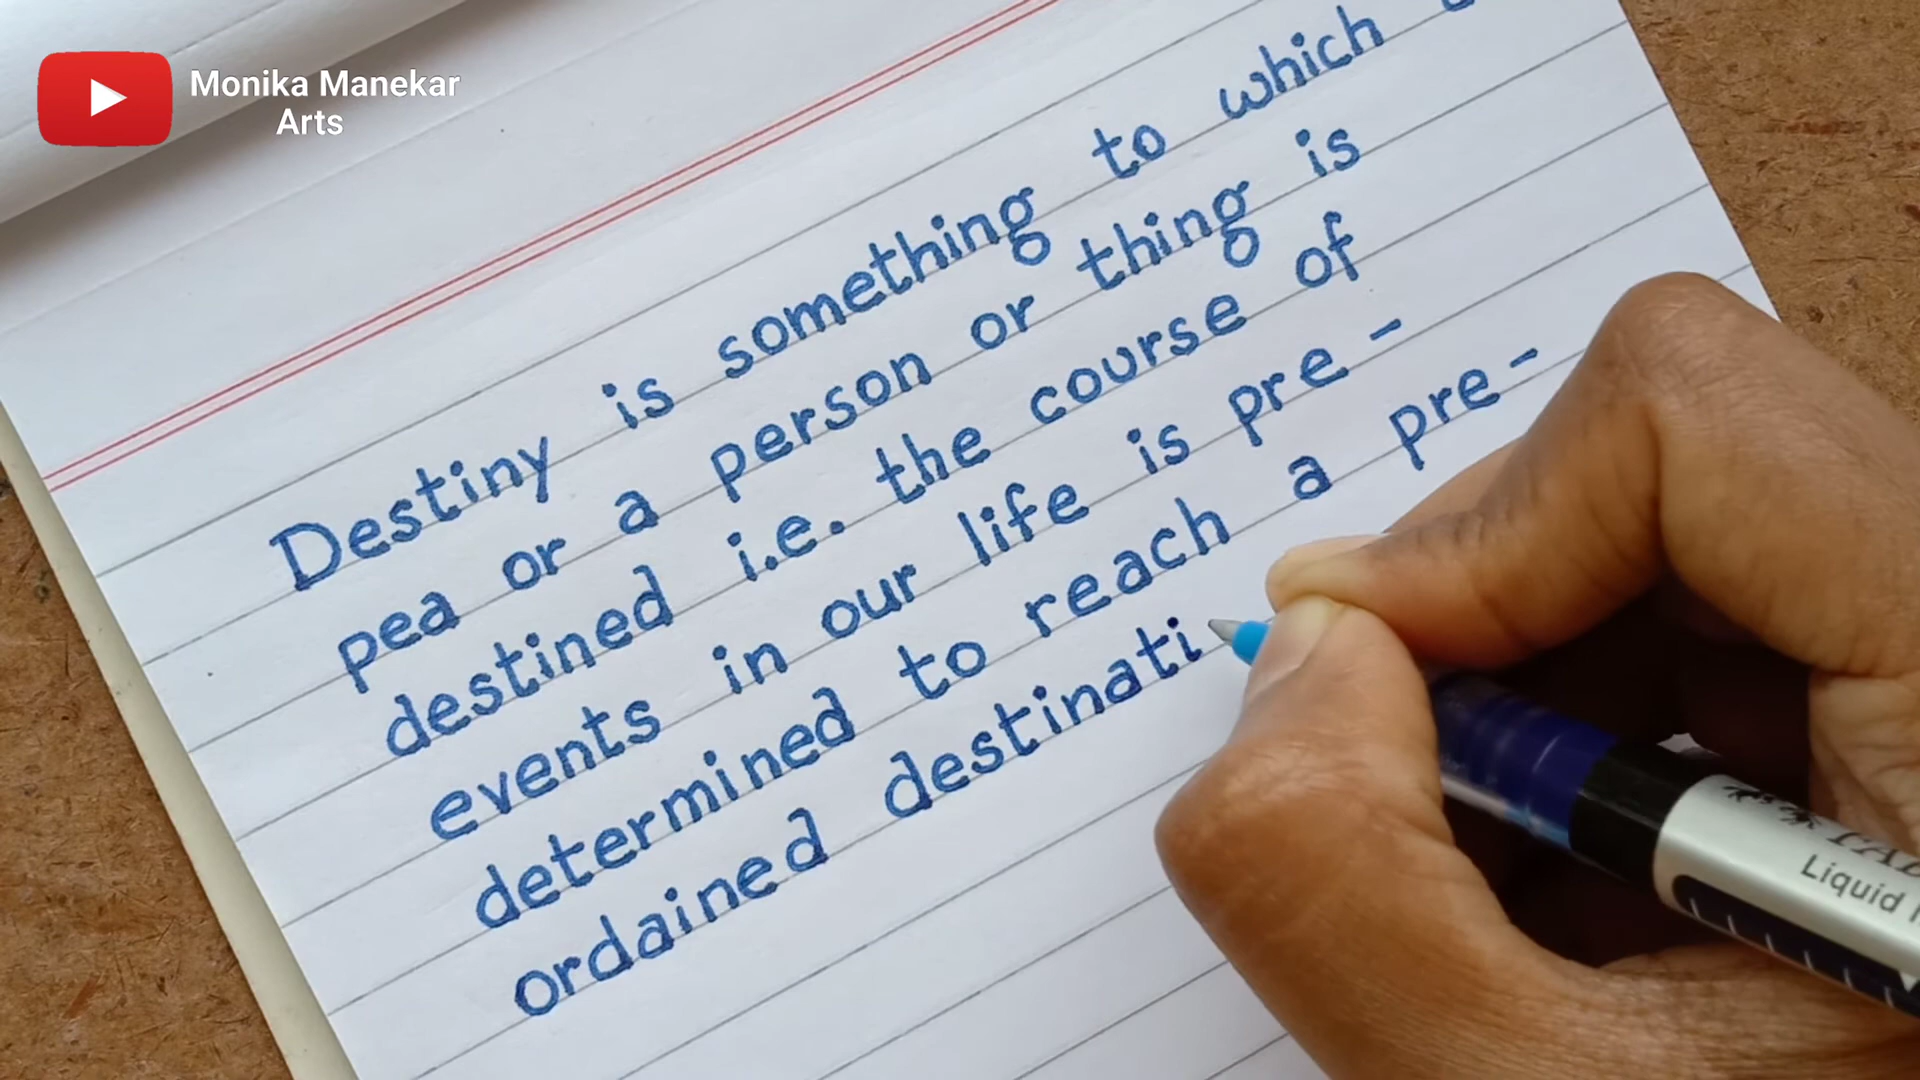 Monika Manekar
Arts
Destiny is something to which
pea or a person or thing is
destined i.e. the course of
events in our life is pre-
determined to reach a pre-
ordained destinati
Liquid